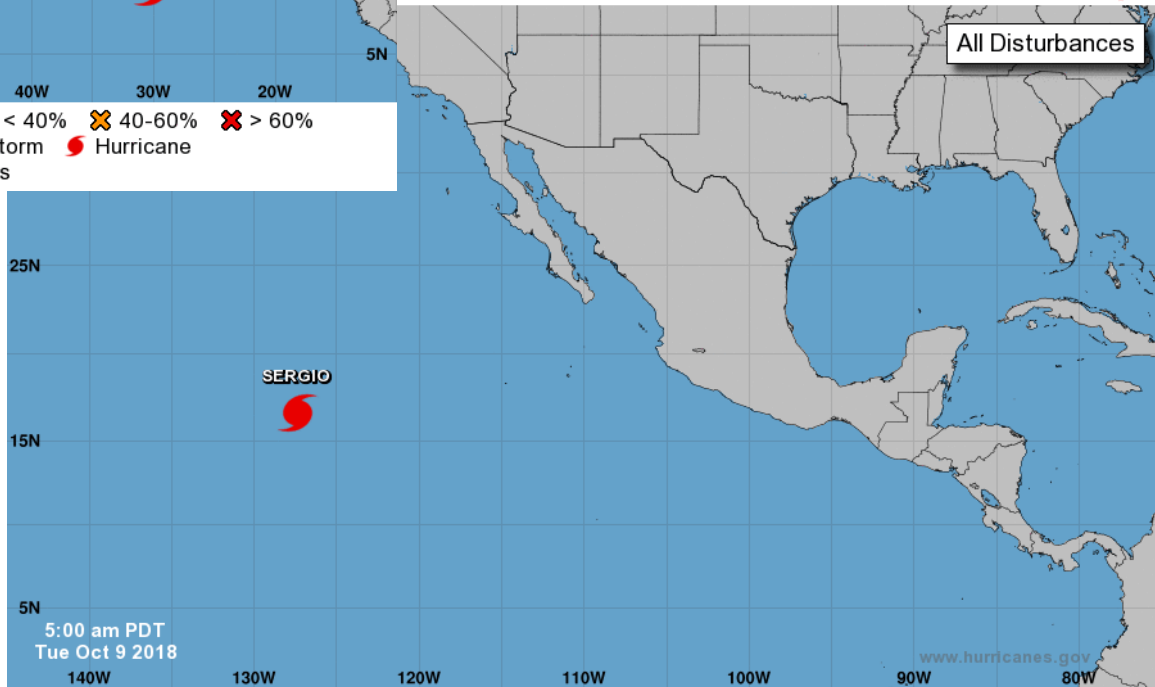 5N
40W 30W 20W
< 40% 40-60% > 60%
torm Hurricane
s
All Disturbances
25N
SERGIO
15N
5N
5:00 am PDT
Tue Oct 9 2018
www.hurricanes.gov
140W 130W 120W 110W 100W 90W 80W